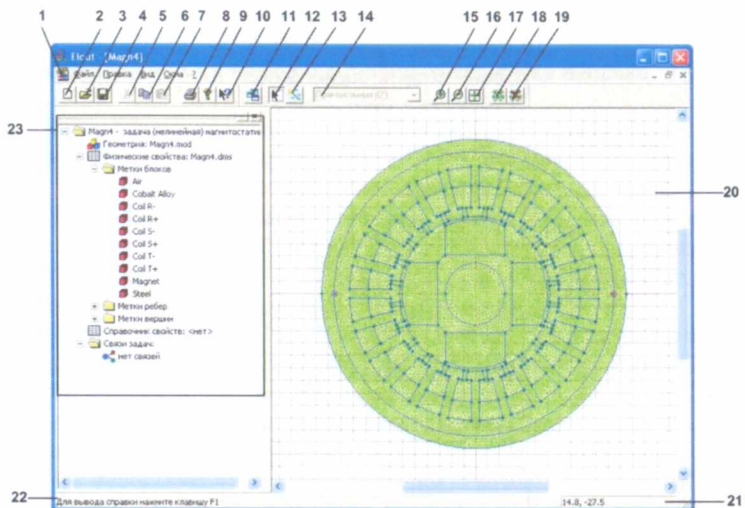 1 2 3 4 5 6 7 8 9 10 11 12 13 14 15 16 17 18 19
Elcut - [Magn4]
Файл Правка Вид Окна ?
23
Magn4 - задача (нелинейная) магнитостати
Геометрия: Magn4.mod
Физические свойства: Magn4.dms
Метки блоков
Air
Cobalt Alloy
Coil R-
Coil R+
Coil S-
Coil S+
Coil T-
Coil T+
Magnet
Steel
Метки ребер
Метки вершин
Справочник свойств: <нет>
Связи задач:
нет связей
20
22
Для вывода справки нажмите клавишу F1
14.8, -27.5
21